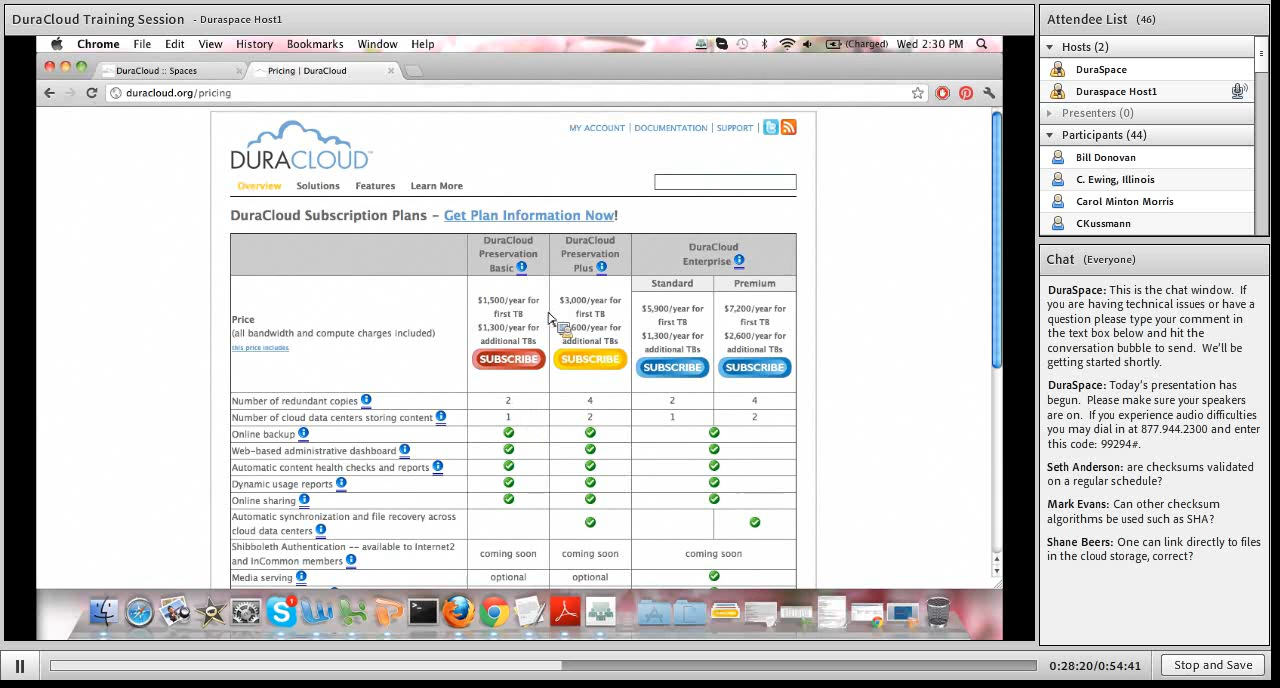 DuraCloud Training Session - Duraspace Host1
Chrome File Edit View History Bookmarks Window Help
(Charged) Wed 2:30 PM
DuraCloud :: Spaces
Pricing | DuraCloud
duracloud.org/pricing
MY ACCOUNT | DOCUMENTATION | SUPPORT |
DURACLOUD™
Overview Solutions Features Learn More
DuraCloud Subscription Plans – Get Plan Information Now!
DuraCloud
Preservation
Basic
DuraCloud
Preservation
Plus
DuraCloud
Enterprise
Standard Premium
Price
(all bandwidth and compute charges included)
this price includes
$1,500/year for
first TB
$1,300/year for
additional TBs
SUBSCRIBE
$3,000/year for
first TB
600/year for
additional TBs
SUBSCRIBE
$5,900/year for
first TB
$1,300/year for
additional TBs
SUBSCRIBE
$7,200/year for
first TB
$2,600/year for
additional TBs
SUBSCRIBE
Number of redundant copies 2 4 2 4
Number of cloud data centers storing content 1 2 1 2
Online backup
Web-based administrative dashboard
Automatic content health checks and reports
Dynamic usage reports
Online sharing
Automatic synchronization and file recovery across
cloud data centers
Shibboleth Authentication -- available to Internet2
and InCommon members
coming soon coming soon coming soon
Media serving optional optional
Attendee List (46)
Hosts (2)
DuraSpace
Duraspace Host1
Presenters (0)
Participants (44)
Bill Donovan
C. Ewing, Illinois
Carol Minton Morris
CKussmann
Chat (Everyone)
DuraSpace: This is the chat window. If
you are having technical issues or have a
question please type your comment in
the text box below and hit the
conversation bubble to send. We'll be
getting started shortly.
DuraSpace: Today's presentation has
begun. Please make sure your speakers
are on. If you experience audio difficulties
you may dial in at 877.944.2300 and enter
this code: 99294#.
Seth Anderson: are checksums validated
on a regular schedule?
Mark Evans: Can other checksum
algorithms be used such as SHA?
Shane Beers: One can link directly to files
in the cloud storage, correct?
0:28:20/0:54:41
Stop and Save